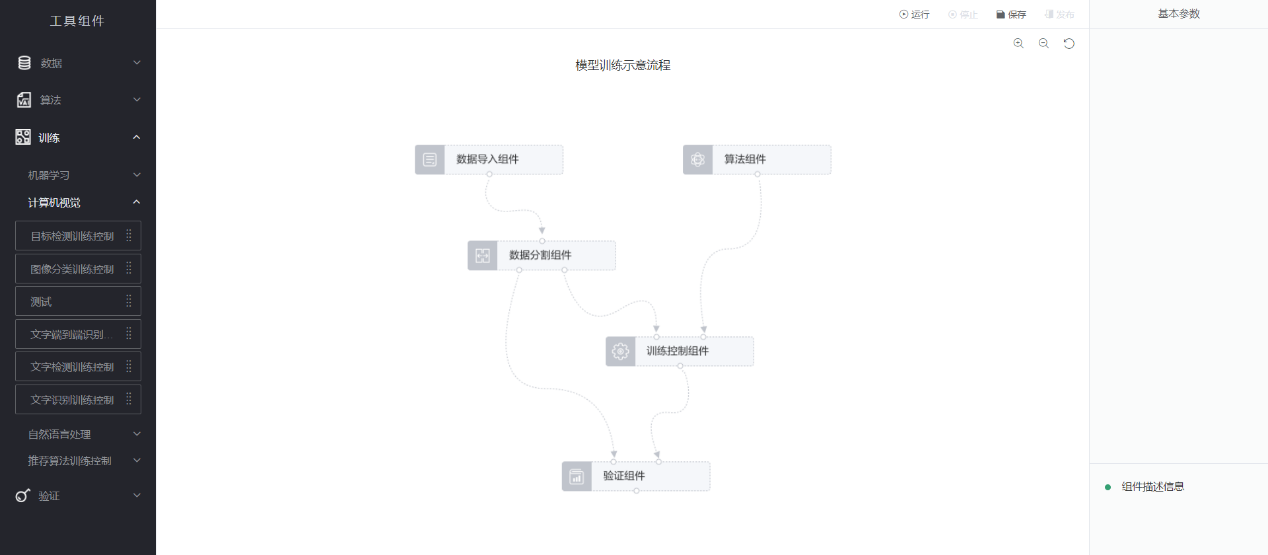 工具组件
数据
算法
训练
机器学习
计算机视觉
目标检测训练控制
图像分类训练控制
测试
文字端到端识别...
文字检测训练控制
文字识别训练控制
自然语言处理
推荐算法训练控制
验证
运行 停止 保存 发布
模型训练示意流程
数据导入组件
算法组件
数据分割组件
训练控制组件
验证组件
基本参数
组件描述信息